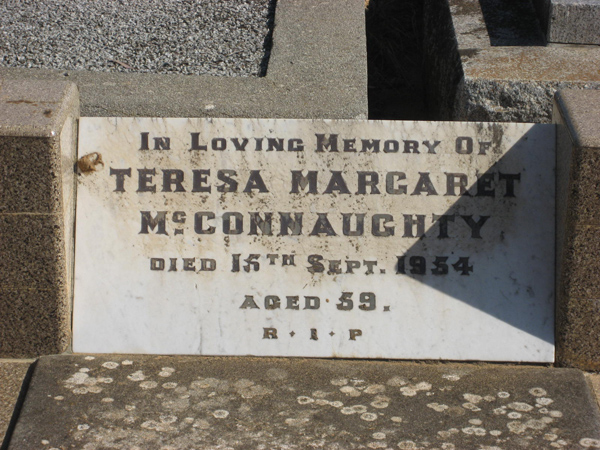 In Loving Memory Of
TERESA MARGARET
McCONNAUGHTY
DIED 15TH SEPT. 1954
AGED 59.
R · I · P